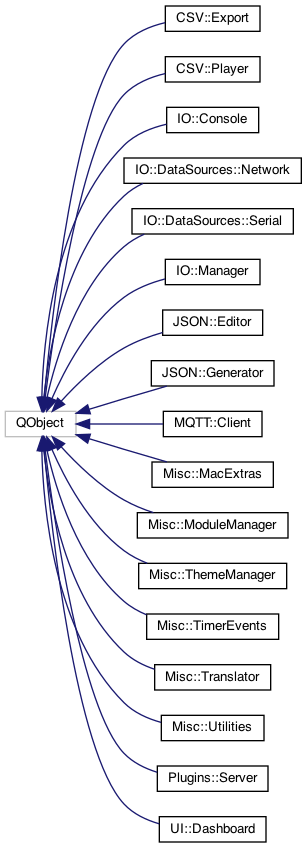 CSV::Export
CSV::Player
IO::Console
IO::DataSources::Network
IO::DataSources::Serial
IO::Manager
JSON::Editor
JSON::Generator
QObject
MQTT::Client
Misc::MacExtras
Misc::ModuleManager
Misc::ThemeManager
Misc::TimerEvents
Misc::Translator
Misc::Utilities
Plugins::Server
UI::Dashboard